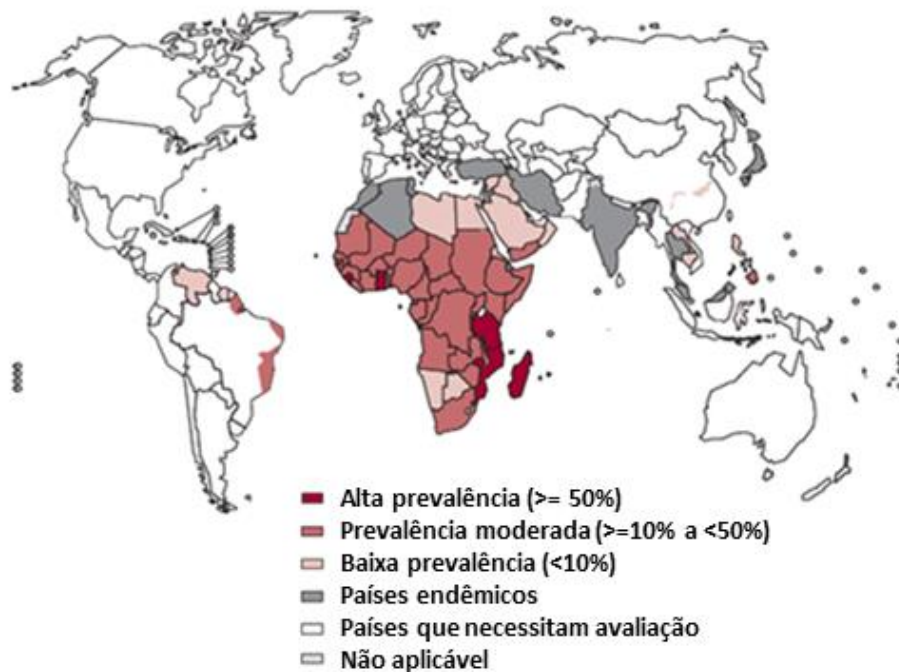 Alta prevalência (>= 50%)
Prevalência moderada (>=10% a <50%)
Baixa prevalência (<10%)
Países endêmicos
Países que necessitam avaliação
Não aplicável